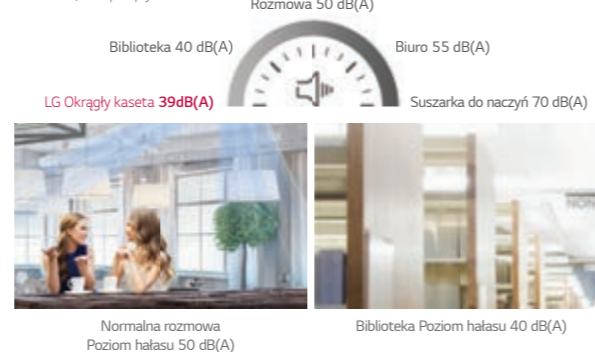 Rozmowa 50 dB(A)
Biblioteka 40 dB(A)
Biuro 55 dB(A)
LG Okrągły kaseta 39dB(A)
Suszarka do naczyń 70 dB(A)
Normalna rozmowa
Poziom hałasu 50 dB(A)
Biblioteka Poziom hałasu 40 dB(A)